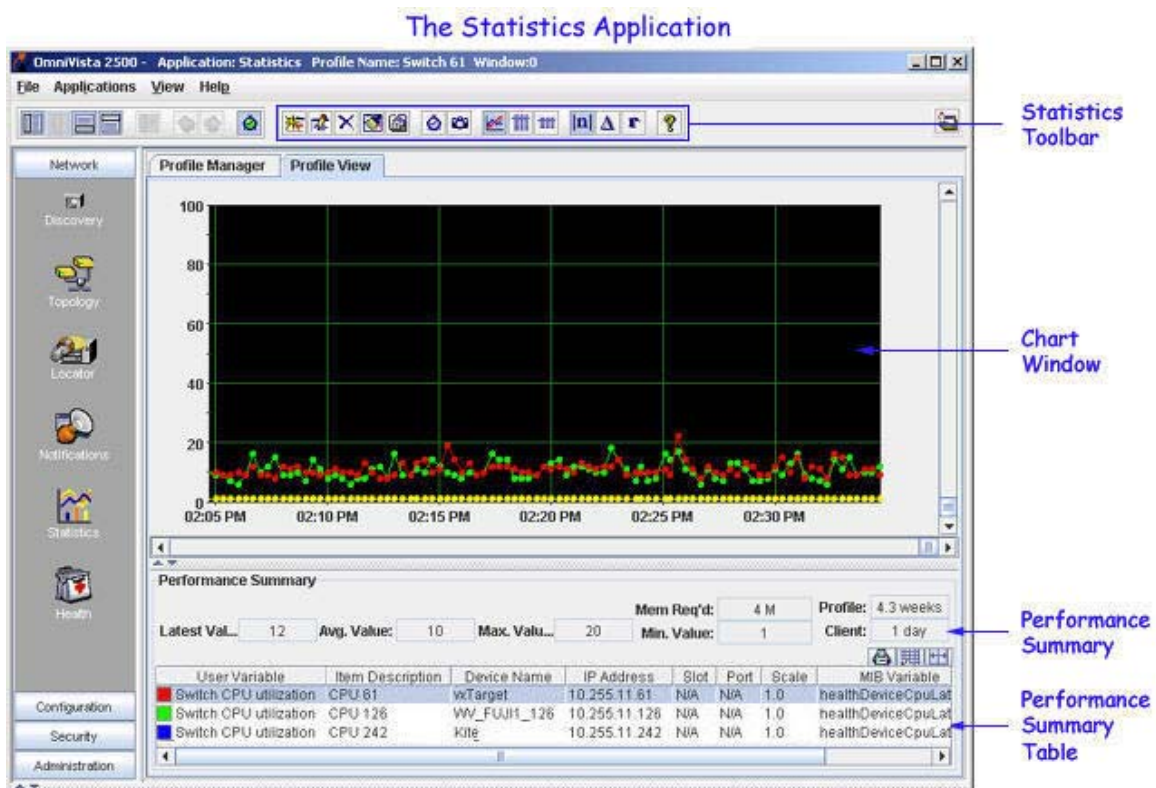 The Statistics Application
OmniVista 2500 - Application: Statistics Profile Name: Switch 61 Window:0
File Applications View Help
Statistics
Toolbar
Network
Profile Manager Profile View
Discovery
Topology
Locator
Notifications
Statistics
Health
100
80
60
40
20
0
02:05 PM 02:10 PM 02:15 PM 02:20 PM 02:25 PM 02:30 PM
Chart
Window
Performance Summary
Mem Req'd: 4 M Profile: 4.3 weeks
Latest Val... 12 Avg. Value: 10 Max. Valu... 20 Min. Value: 1 Client: 1 day
Performance
Summary
User Variable Item Description Device Name IP Address Slot Port Scale MIB Variable
Switch CPU utilization CPU 61 vxTarget 10.255.11.61 N/A N/A 1.0 healthDeviceCpuLat
Switch CPU utilization CPU 126 WV_FUJI1_126 10.255.11.126 N/A N/A 1.0 healthDeviceCpuLat
Switch CPU utilization CPU 242 Kite 10.255.11.242 N/A N/A 1.0 healthDeviceCpuLat
Performance
Summary
Table
Configuration
Security
Administration